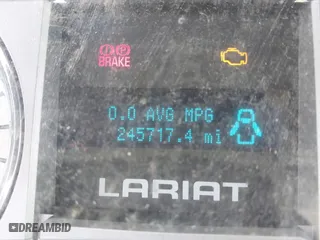 BRAKE
0.0 AVG MPG
245717.4 mi
LARIAT
DREAMBID